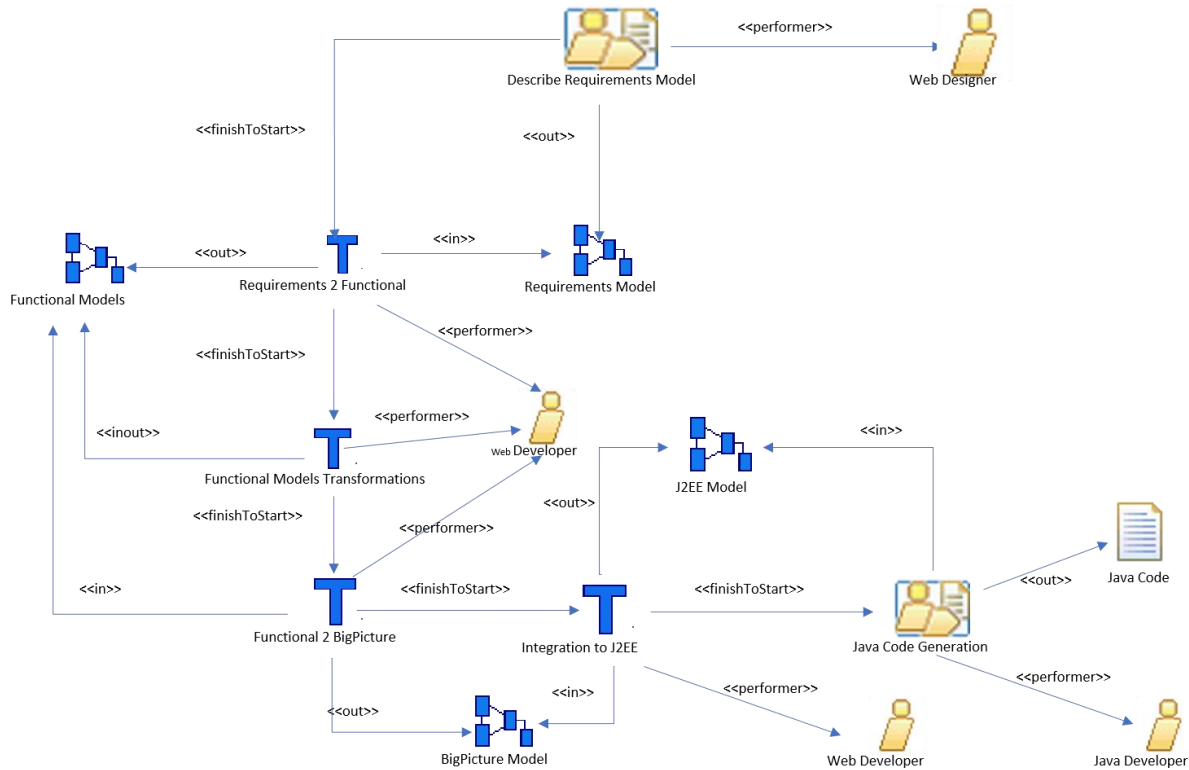 <<performer>>
Describe Requirements Model
Web Designer
<<finishToStart>>
<<out>>
<<out>>
<<in>>
T
Functional Models
Requirements 2 Functional
Requirements Model
<<performer>>
<<finishToStart>>
<<performer>>
<<inout>>
T
Web Developer
<<in>>
Functional Models Transformations
J2EE Model
<<out>>
<<finishToStart>>
<<performer>>
<<in>>
<<finishToStart>>
<<finishToStart>>
<<out>>
Java Code
T
T
Functional 2 BigPicture
Integration to J2EE
Java Code Generation
<<performer>>
<<performer>>
<<in>>
<<out>>
BigPicture Model
Web Developer
Java Developer